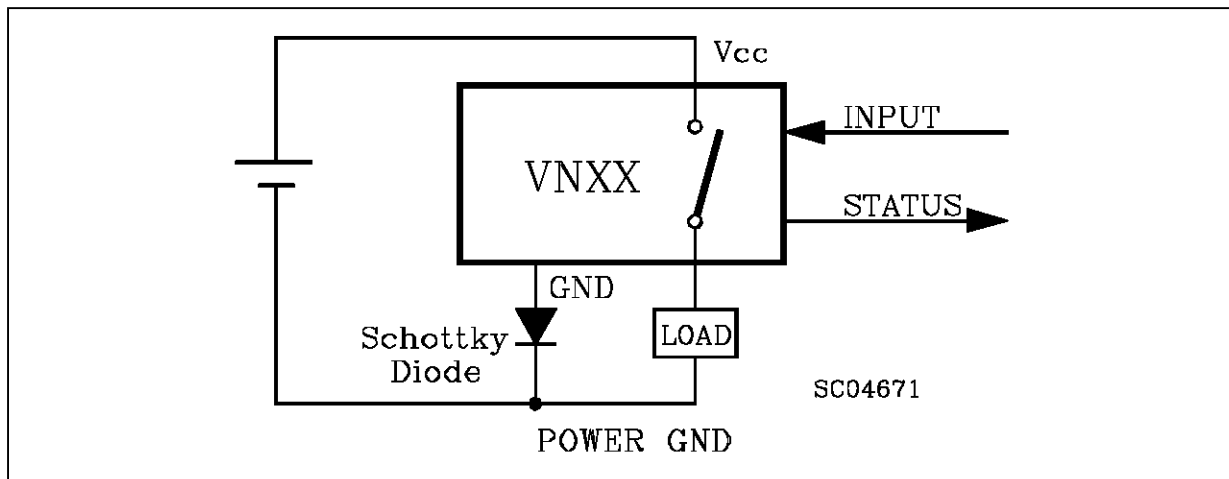 Vcc
INPUT
VNXX
STATUS
GND
Schottky
Diode
LOAD
SC04671
POWER GND